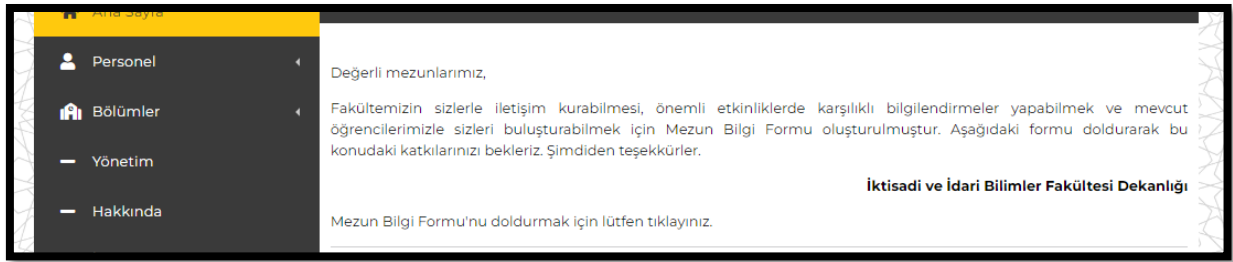 Ana Sayfa
Personel
Bölümler
Yönetim
Hakkında
Değerli mezunlarımız,
Fakültemizin sizlerle iletişim kurabilmesi, önemli etkinliklerde karşılıklı bilgilendirmeler yapabilmek ve mevcut
öğrencilerimizle sizleri buluşturabilmek için Mezun Bilgi Formu oluşturulmuştur. Aşağıdaki formu doldurarak bu
konudaki katkılarınızı bekleriz. Şimdiden teşekkürler.
İktisadi ve İdari Bilimler Fakültesi Dekanlığı
Mezun Bilgi Formu'nu doldurmak için lütfen tıklayınız.